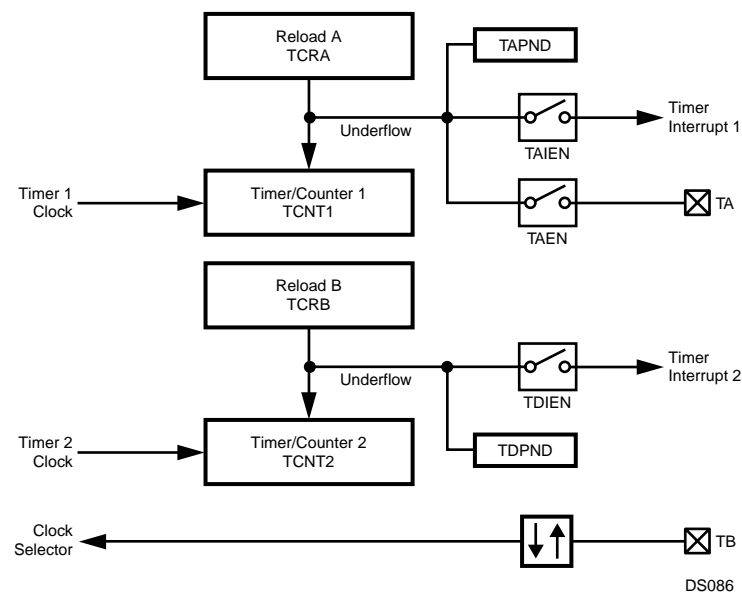 Reload A
TCRA
TAPND
Underflow
Timer
Interrupt 1
TAIEN
Timer 1
Clock
Timer/Counter 1
TCNT1
TA
TAEN
Reload B
TCRB
Underflow
Timer
Interrupt 2
TDIEN
Timer 2
Clock
Timer/Counter 2
TCNT2
TDPND
Clock
Selector
TB
DS086